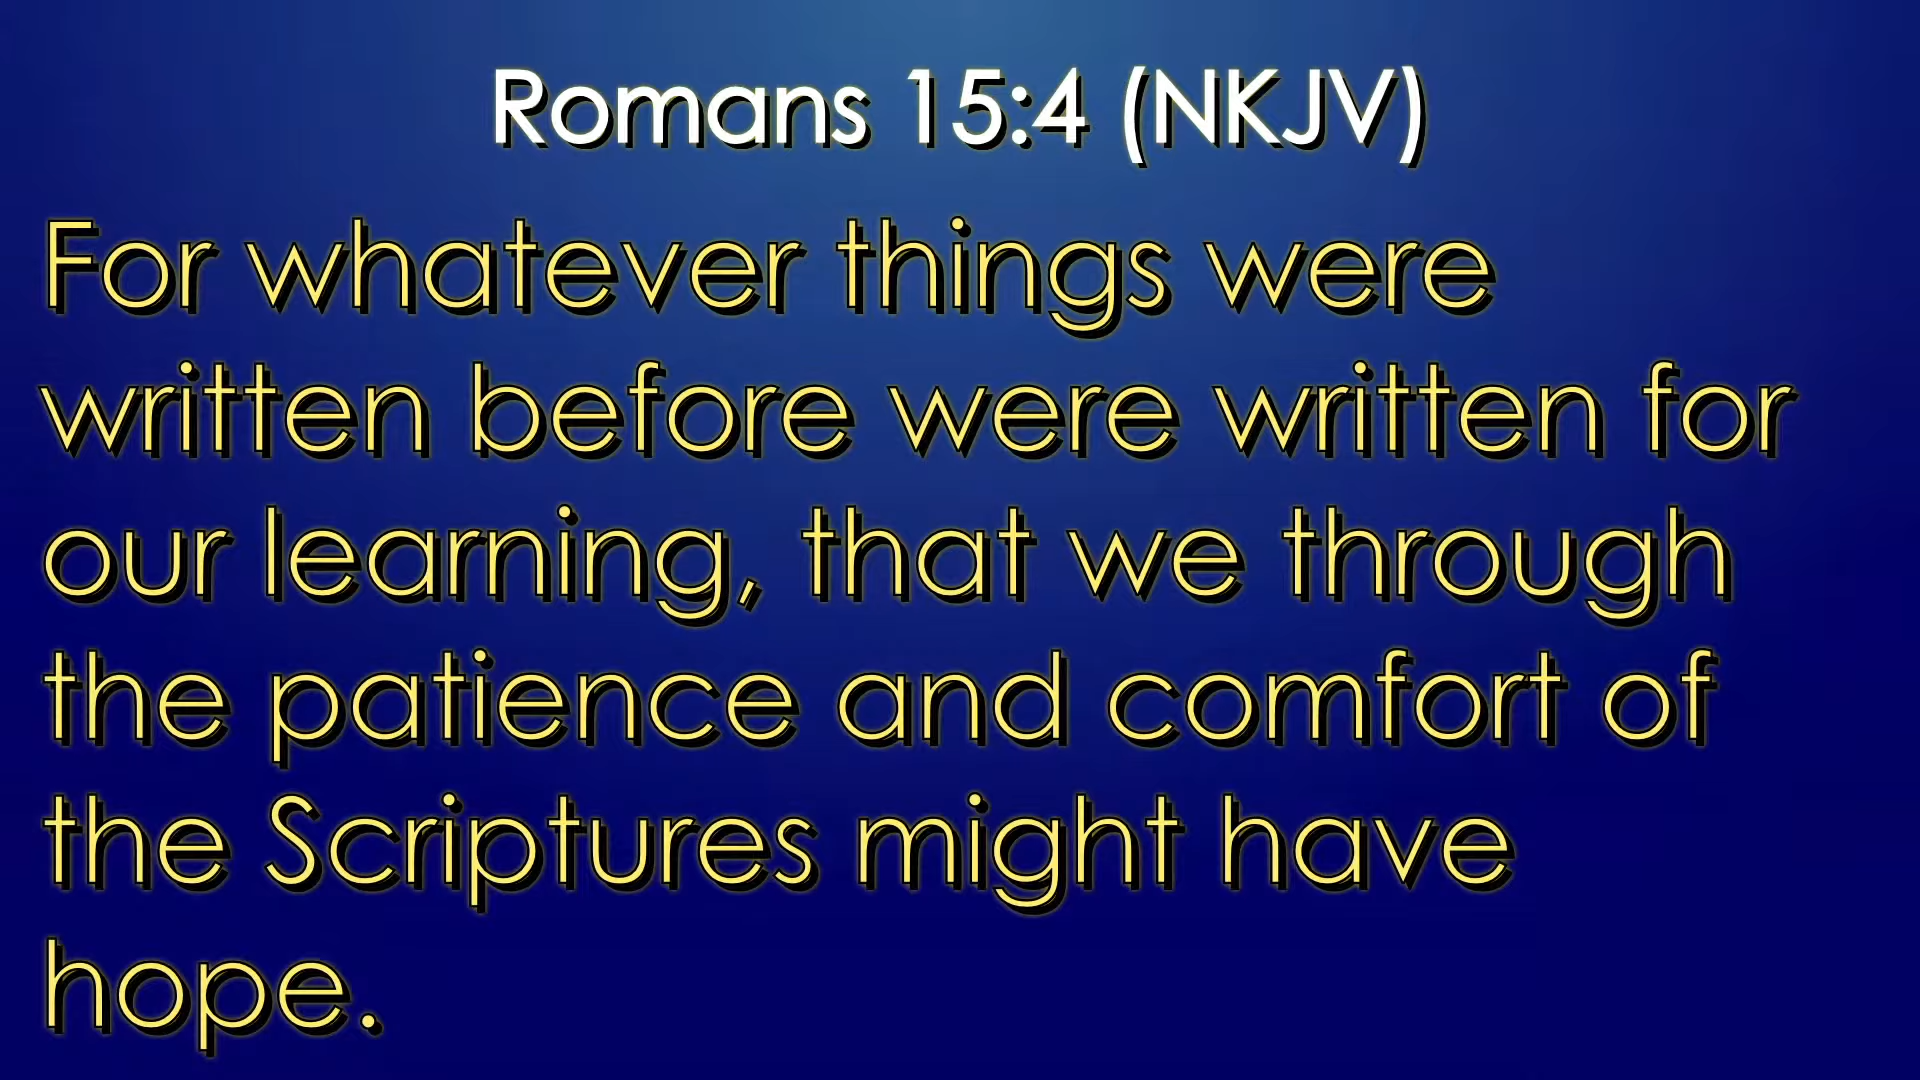 Romans 15:4 (NKJV)
For whatever things were
written before were written for
our learning, that we through
the patience and comfort of
the Scriptures might have
hope.